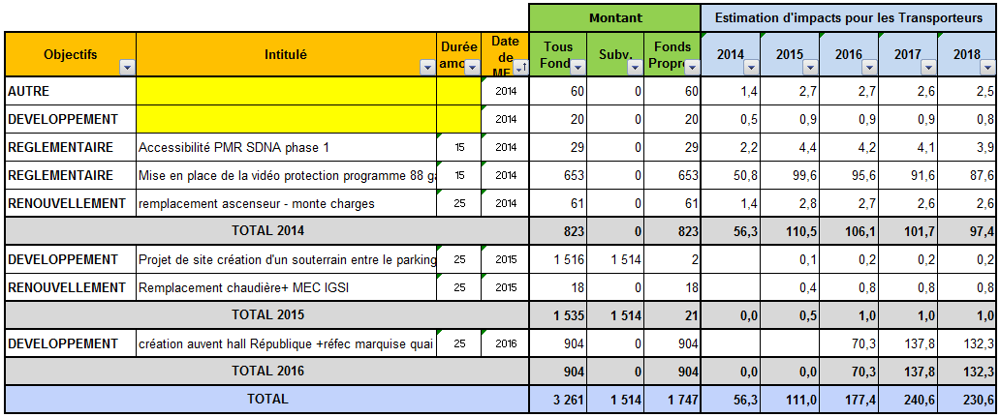 Montant Estimation d'impacts pour les Transporteurs
Objectifs Intitulé Durée amo Date de ME Tous Fond Subv. Fonds Propre 2014 2015 2016 2017 2018
AUTRE 2014 60 0 60 1,4 2,7 2,7 2,6 2,5
DEVELOPPEMENT 2014 20 0 20 0,5 0,9 0,9 0,9 0,8
REGLEMENTAIRE Accessibilité PMR SDNA phase 1 15 2014 29 0 29 2,2 4,4 4,2 4,1 3,9
REGLEMENTAIRE Mise en place de la vidéo protection programme 88 ga 15 2014 653 0 653 50,8 99,6 95,6 91,6 87,6
RENOUVELLEMENT remplacement ascenseur - monte charges 25 2014 61 0 61 1,4 2,8 2,7 2,6 2,6
TOTAL 2014 823 0 823 56,3 110,5 106,1 101,7 97,4
DEVELOPPEMENT Projet de site création d'un souterrain entre le parking 25 2015 1 516 1 514 2 0,1 0,2 0,2 0,2
RENOUVELLEMENT Remplacement chaudière+ MEC IGSI 25 2015 18 0 18 0,4 0,8 0,8 0,8
TOTAL 2015 1 535 1 514 21 0,0 0,5 1,0 1,0 1,0
DEVELOPPEMENT création auvent hall République +réfec marquise quai 25 2016 904 0 904 70,3 137,8 132,3
TOTAL 2016 904 0 904 0,0 0,0 70,3 137,8 132,3
TOTAL 3 261 1 514 1 747 56,3 111,0 177,4 240,6 230,6